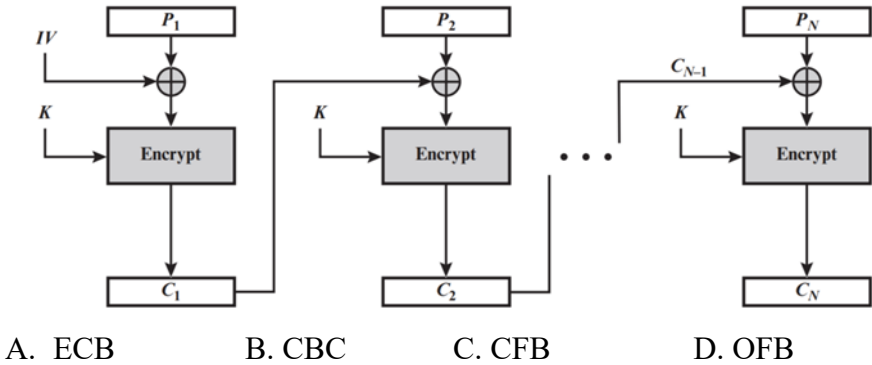 P1 P2 PN
IV
CN–1
K K K
Encrypt Encrypt Encrypt
C1 C2 CN
A. ECB B. CBC C. CFB D. OFB